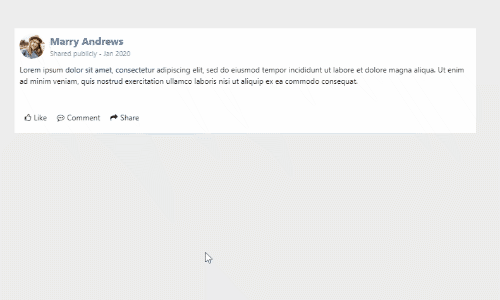 Marry Andrews
Shared publicly - Jan 2020
Lorem ipsum dolor sit amet, consectetur adipiscing elit, sed do eiusmod tempor incididunt ut labore et dolore magna aliqua. Ut enim
ad minim veniam, quis nostrud exercitation ullamco laboris nisi ut aliquip ex ea commodo consequat.
Like Comment Share